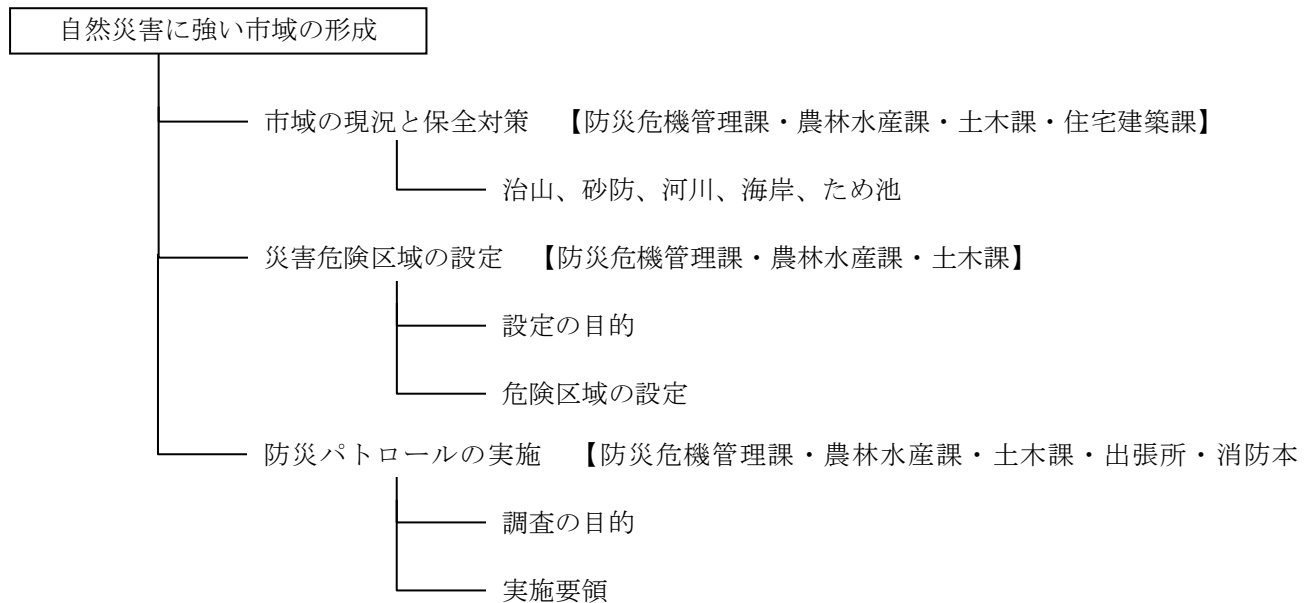 自然災害に強い市域の形成
市域の現況と保全対策　【防災危機管理課・農林水産課・土木課・住宅建築課】
治山、砂防、河川、海岸、ため池
災害危険区域の設定　【防災危機管理課・農林水産課・土木課】
設定の目的
危険区域の設定
防災パトロールの実施　【防災危機管理課・農林水産課・土木課・出張所・消防本
調査の目的
実施要領